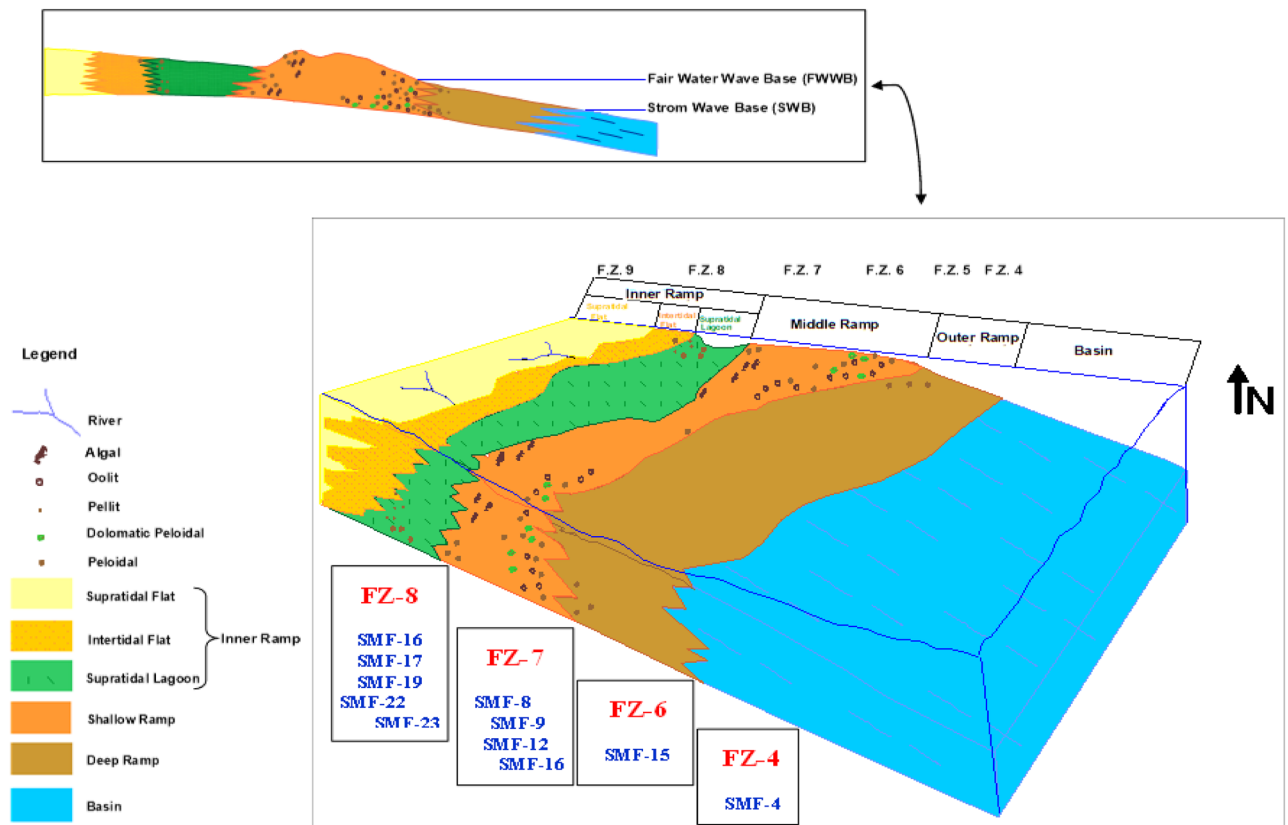 Fair Water Wave Base (FWWB)
Strom Wave Base (SWB)
F.Z. 9 F.Z. 8 F.Z. 7 F.Z. 6 F.Z. 5 F.Z. 4
Inner Ramp
Supratidal
Flat
Intertidal
Flat
Supratidal
Lagoon
Middle Ramp
Outer Ramp
Basin
N
Legend
River
Algal
Oolit
Pellit
Dolomatic Peloidal
Peloidal
Supratidal Flat
Intertidal Flat
Inner Ramp
Supratidal Lagoon
Shallow Ramp
Deep Ramp
Basin
FZ-8
SMF-16
SMF-17
SMF-19
SMF-22
SMF-23
FZ-7
SMF-8
SMF-9
SMF-12
SMF-16
FZ-6
SMF-15
FZ-4
SMF-4